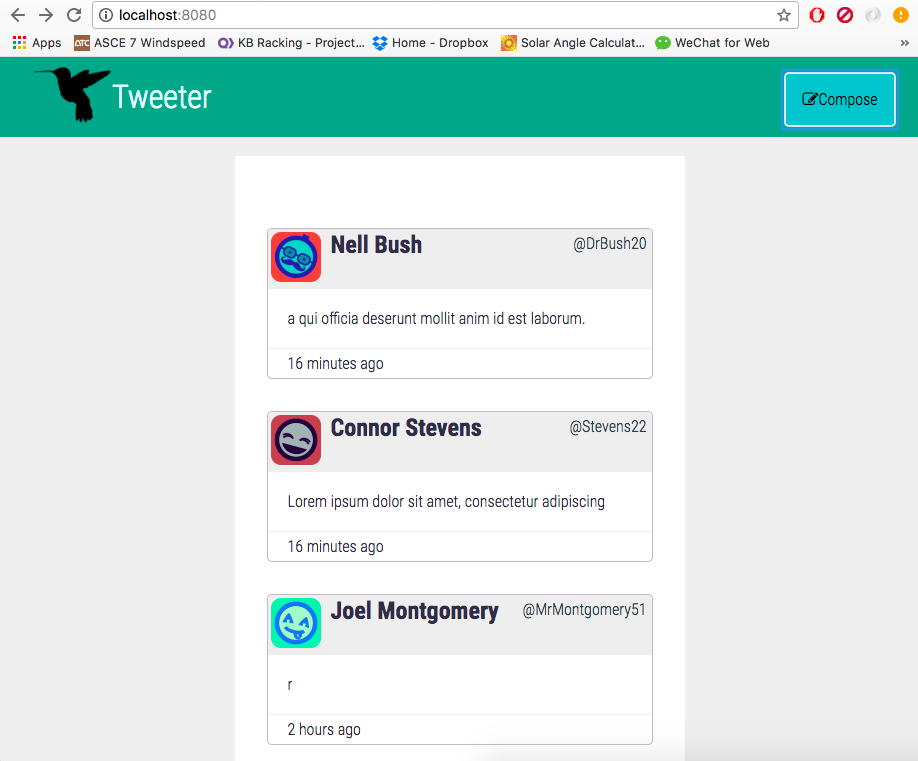 localhost:8080
Apps ATC ASCE 7 Windspeed KB Racking - Project... Home - Dropbox Solar Angle Calculat... WeChat for Web »
Tweeter Compose
Nell Bush @DrBush20
a qui officia deserunt mollit anim id est laborum.
16 minutes ago
Connor Stevens @Stevens22
Lorem ipsum dolor sit amet, consectetur adipiscing
16 minutes ago
Joel Montgomery @MrMontgomery51
r
2 hours ago